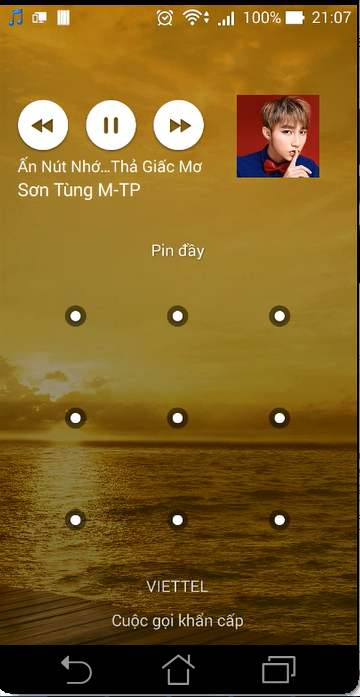 100% 21:07
Ấn Nút Nhớ...Thả Giấc Mơ
Sơn Tùng M-TP
Pin đầy
VIETTEL
Cuộc gọi khẩn cấp